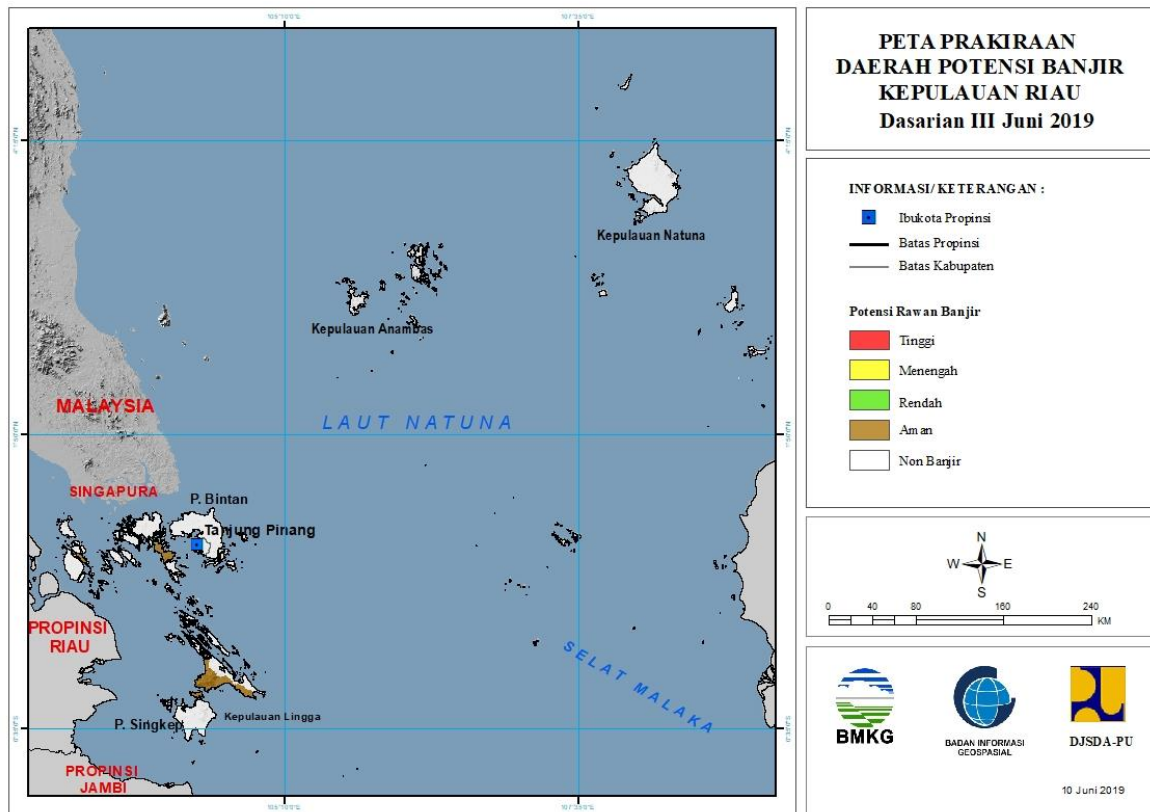 PETA PRAKIRAAN
DAERAH POTENSI BANJIR
KEPULAUAN RIAU
Dasarian III Juni 2019
INFORMASI/ KETERANGAN :
Ibukota Propinsi
Batas Propinsi
Batas Kabupaten
Potensi Rawan Banjir
Tinggi
Menengah
Rendah
Aman
Non Banjir
Kepulauan Natuna
Kepulauan Anambas
MALAYSIA
LAUT NATUNA
SINGAPURA
P. Bintan
Tanjung Pinang
PROPINSI
RIAU
SELAT MALAKA
P. Singkep
Kepulauan Lingga
PROPINSI
JAMBI
N
W E
S
0 40 80 160 240
KM
BMKG
BADAN INFORMASI
GEOSPASIAL
DJSDA-PU
10 Juni 2019